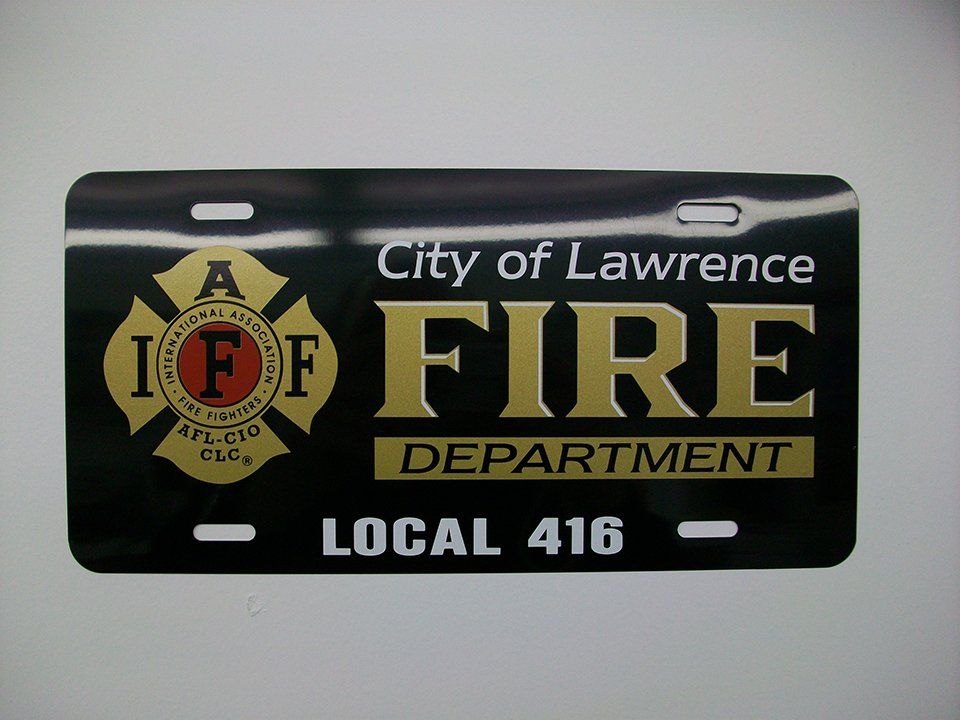 City of Lawrence
FIRE
DEPARTMENT
LOCAL 416
A
I F F
F
INTERNATIONAL ASSOCIATION
· FIRE FIGHTERS ·
AFL-CIO
CLC®